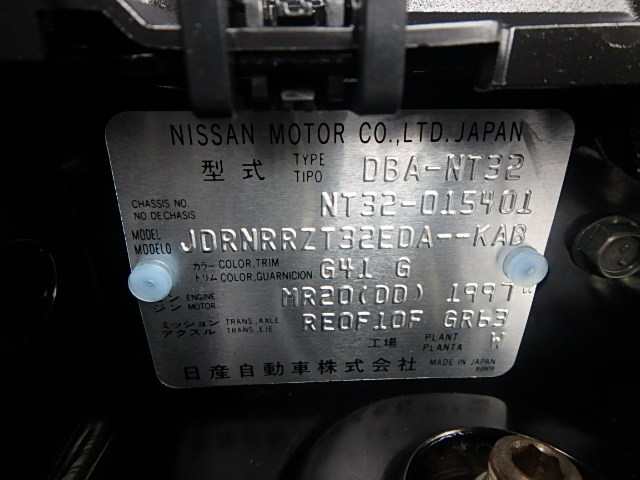 NISSAN MOTOR CO.,LTD. JAPAN
型式 TYPE TIPO DBA-NT32
CHASSIS NO. NO. DE CHASIS NT32-015401
MODEL MODELO JDRNRRZT32EDA--KAB
カラー COLOR, TRIM トリム COLOR, GUARNICION G41 G
ENGINE MOTOR MR20(DD) 1997 cc
ミッション TRANS., AXLE アクスル TRANS., EJE RE0F10F GR63
工場 PLANT PLANTA W
日産自動車株式会社 MADE IN JAPAN